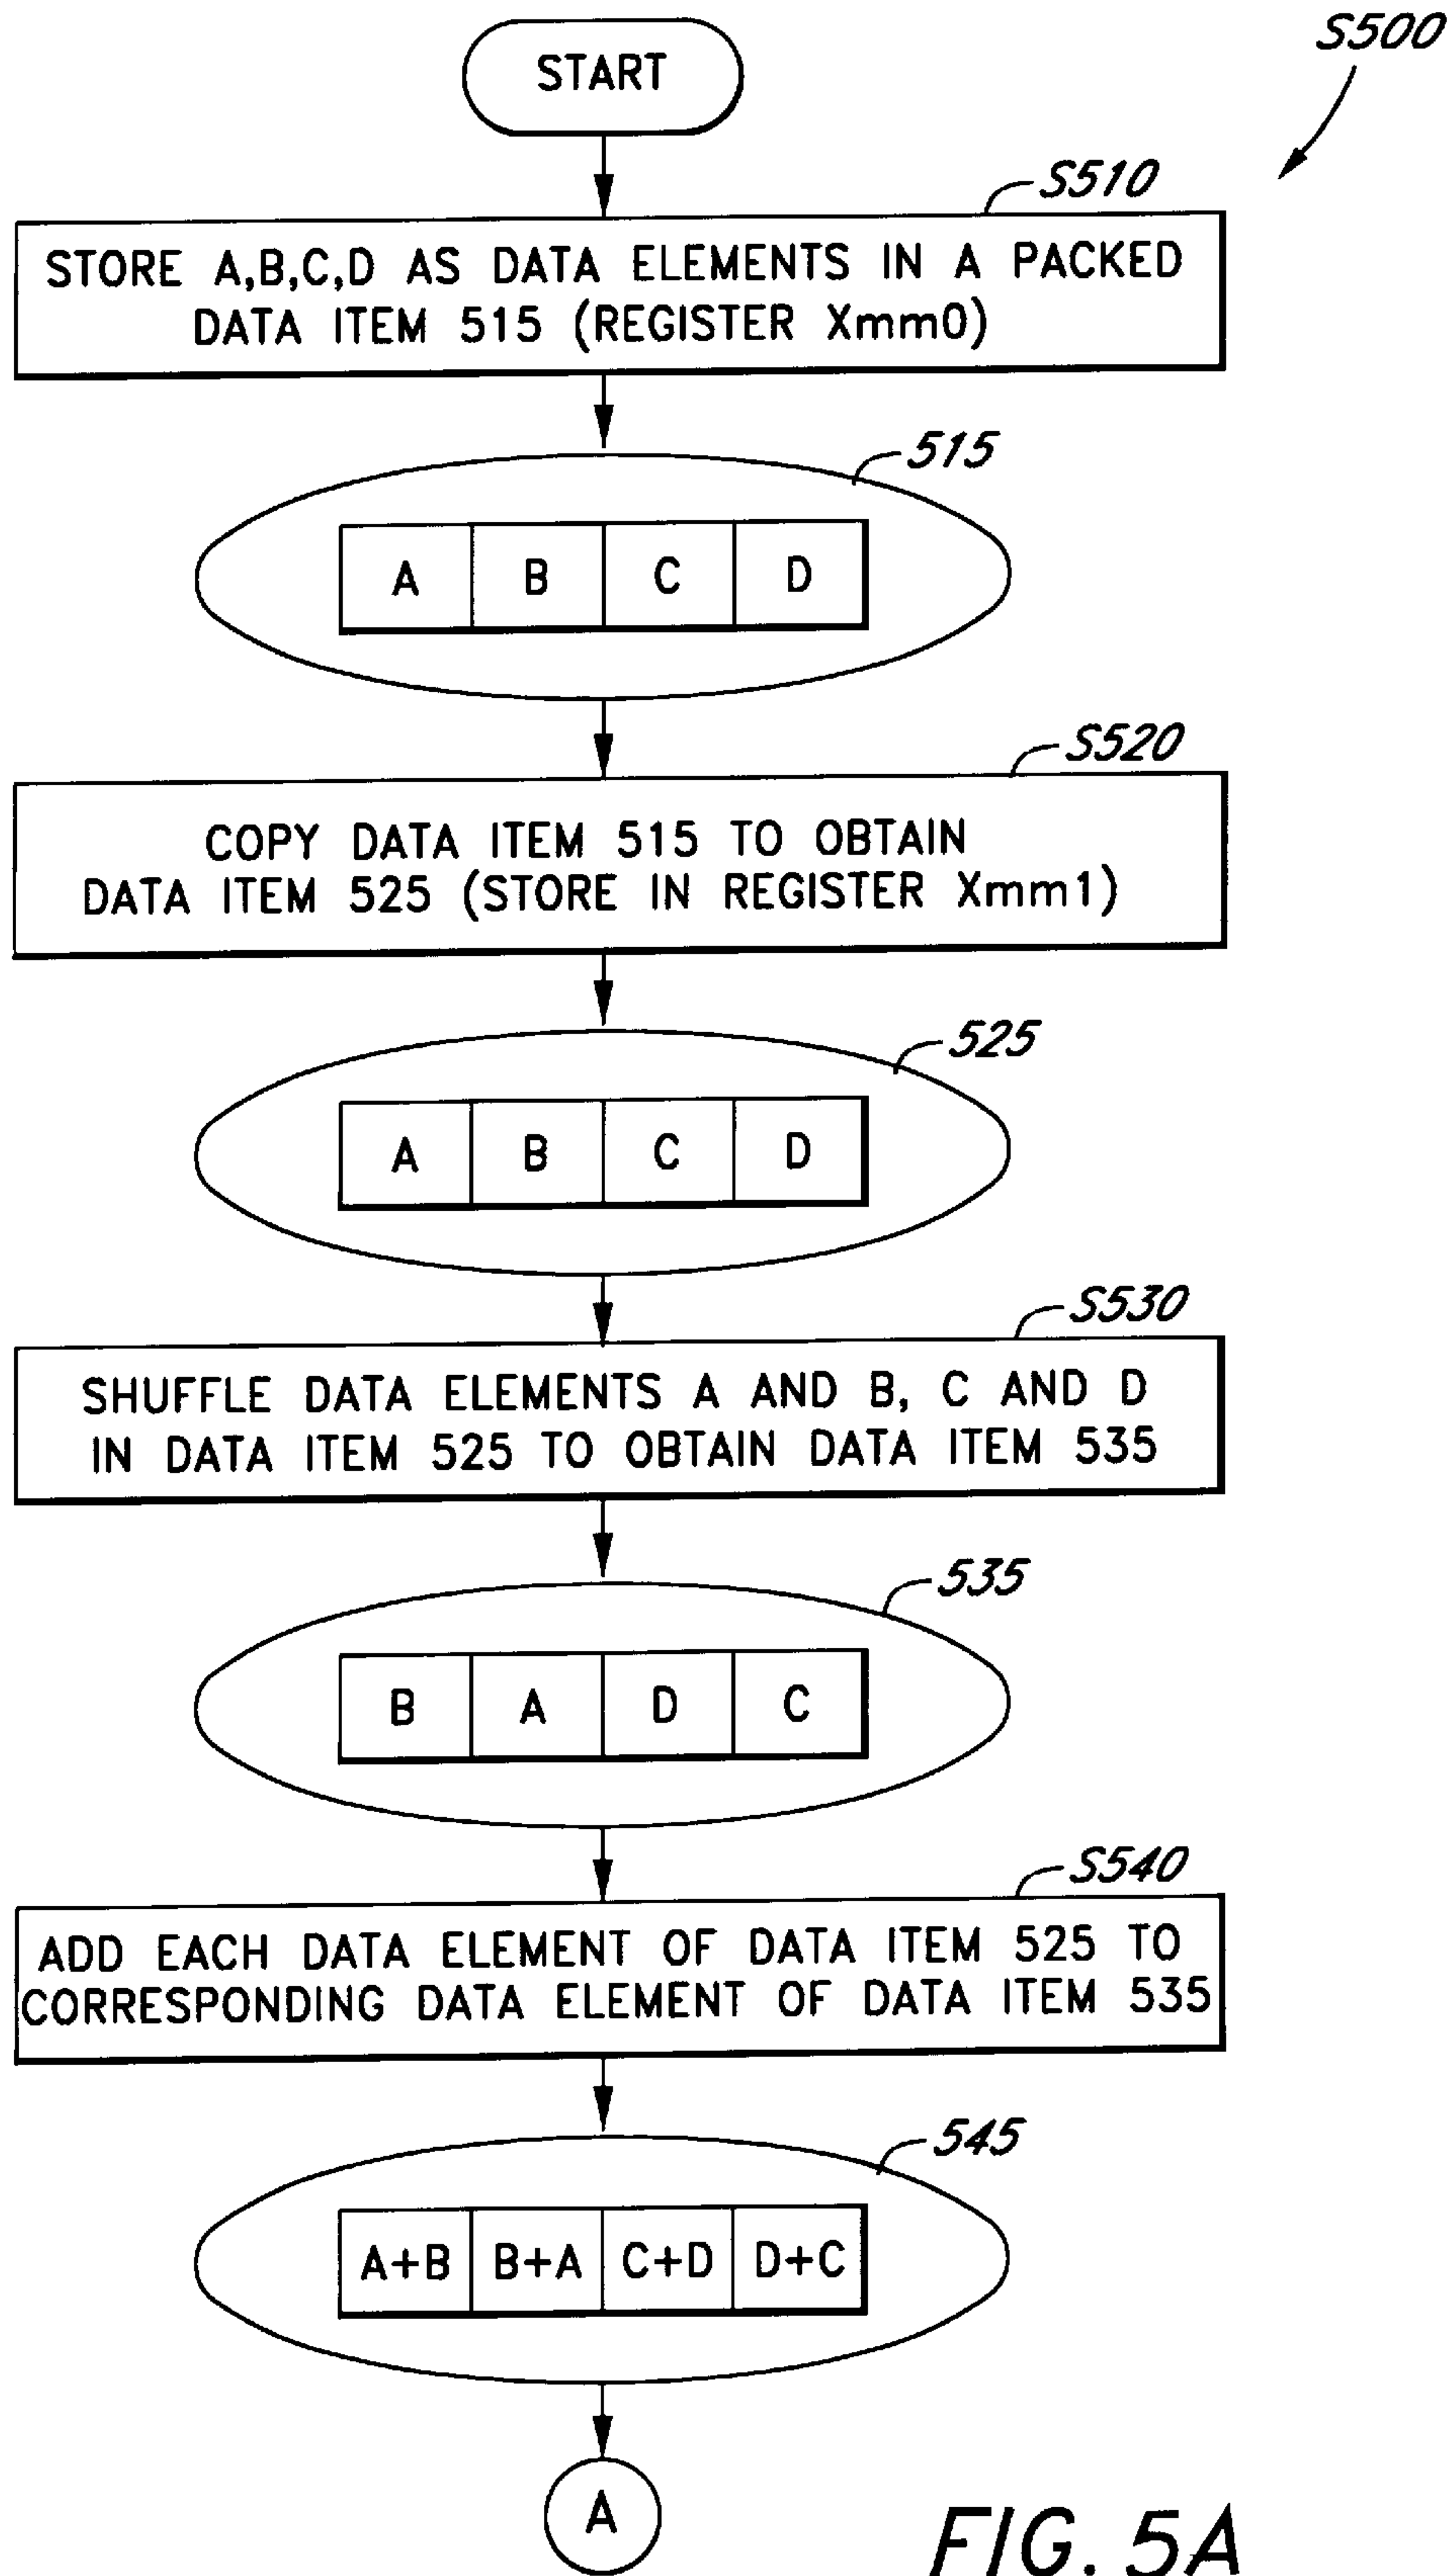 S500
START
S510
STORE A,B,C,D AS DATA ELEMENTS IN A PACKED
DATA ITEM 515 (REGISTER Xmm0)
515
A B C D
S520
COPY DATA ITEM 515 TO OBTAIN
DATA ITEM 525 (STORE IN REGISTER Xmm1)
525
A B C D
S530
SHUFFLE DATA ELEMENTS A AND B, C AND D
IN DATA ITEM 525 TO OBTAIN DATA ITEM 535
535
B A D C
S540
ADD EACH DATA ELEMENT OF DATA ITEM 525 TO
CORRESPONDING DATA ELEMENT OF DATA ITEM 535
545
A+B B+A C+D D+C
A
FIG. 5A